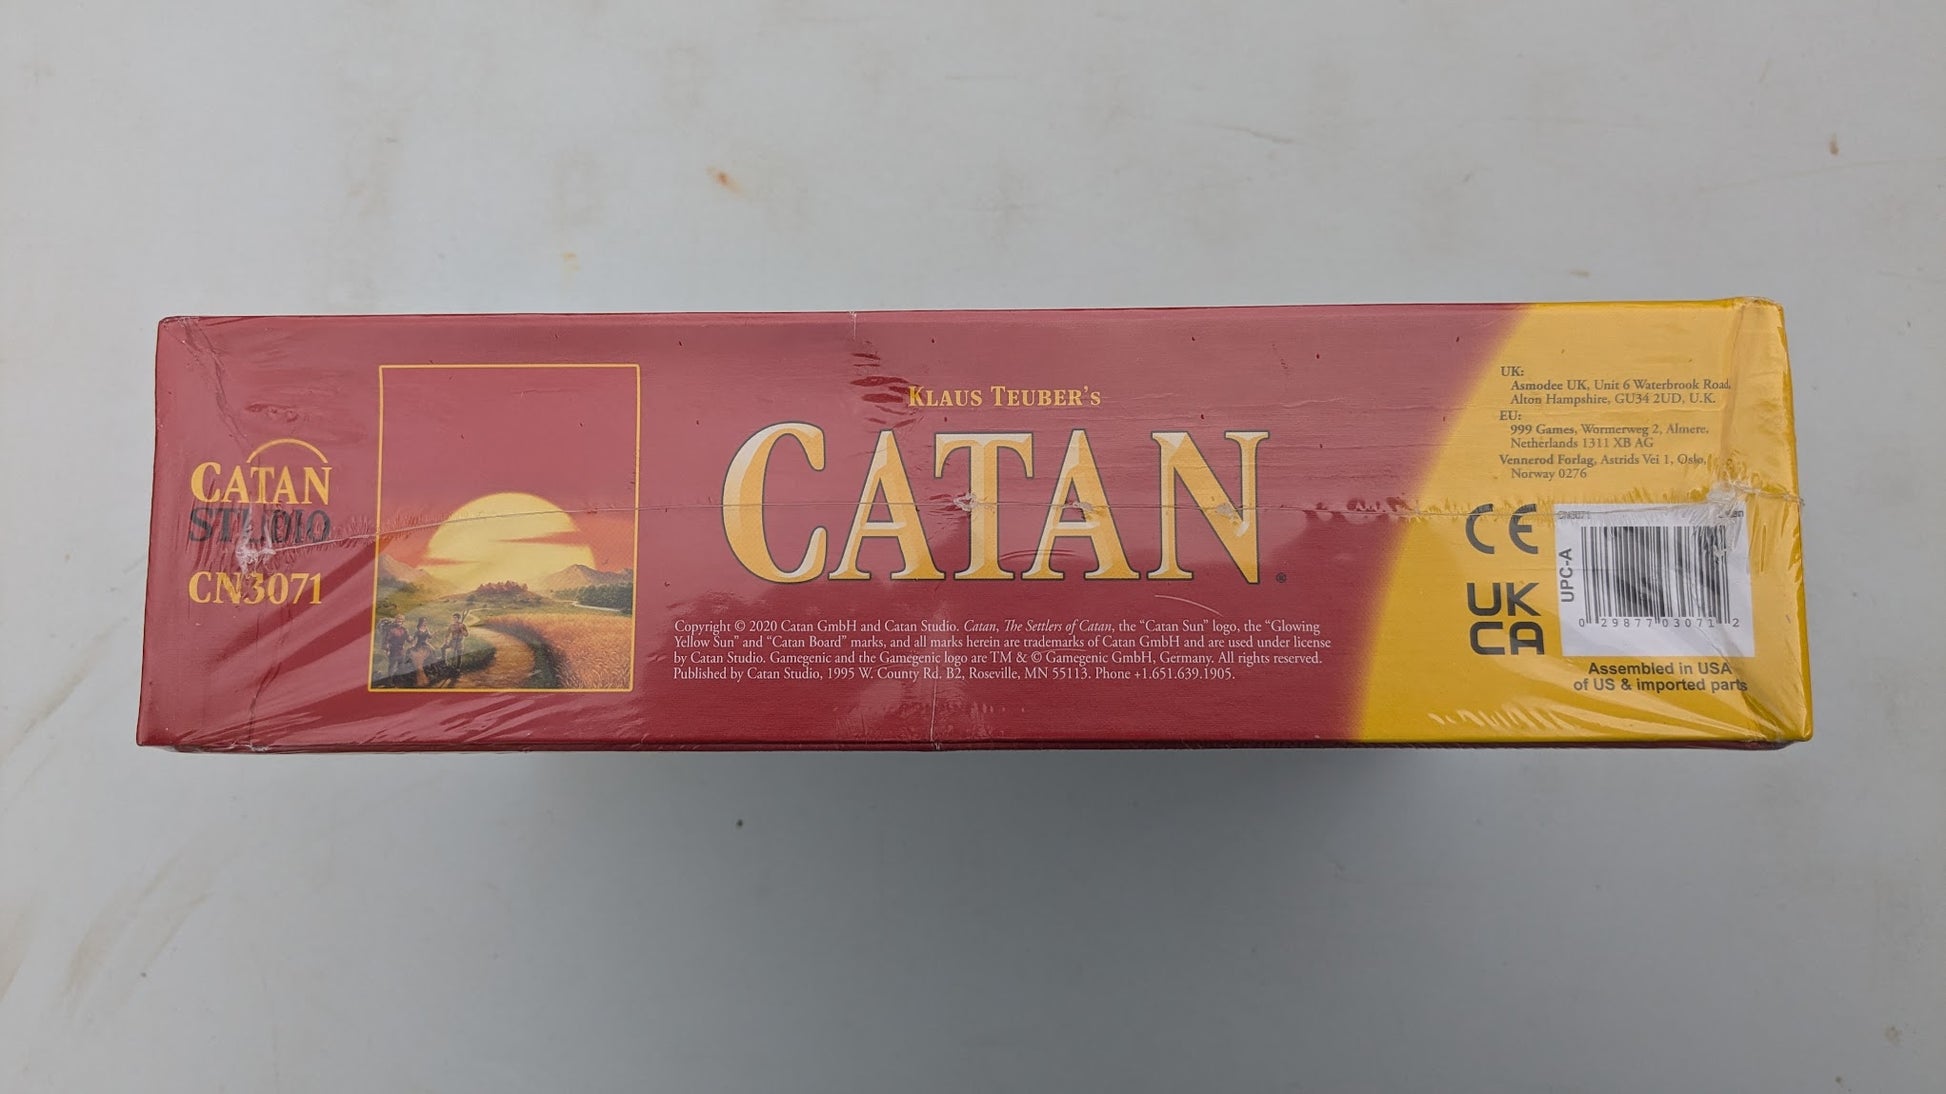 CATAN
STUDIO
CN3071
KLAUS TEUBER'S
CATAN®
Copyright © 2020 Catan GmbH and Catan Studio. Catan, The Settlers of Catan, the “Catan Sun” logo, the “Glowing
Yellow Sun” and “Catan Board” marks, and all marks herein are trademarks of Catan GmbH and are used under license
by Catan Studio. Gamegenic and the Gamegenic logo are TM & © Gamegenic GmbH, Germany. All rights reserved.
Published by Catan Studio, 1995 W. County Rd. B2, Roseville, MN 55113. Phone +1.651.639.1905.
UK:
Asmodee UK, Unit 6 Waterbrook Road,
Alton Hampshire, GU34 2UD, U.K.
EU:
999 Games, Wormerweg 2, Almere,
Netherlands 1311 XB AG
Vennerod Forlag, Astrids Vei 1, Oslo,
Norway 0276
CE
UK
CA
CN3071
UPC-A
0 29877 03071 2
Assembled in USA
of US & imported parts